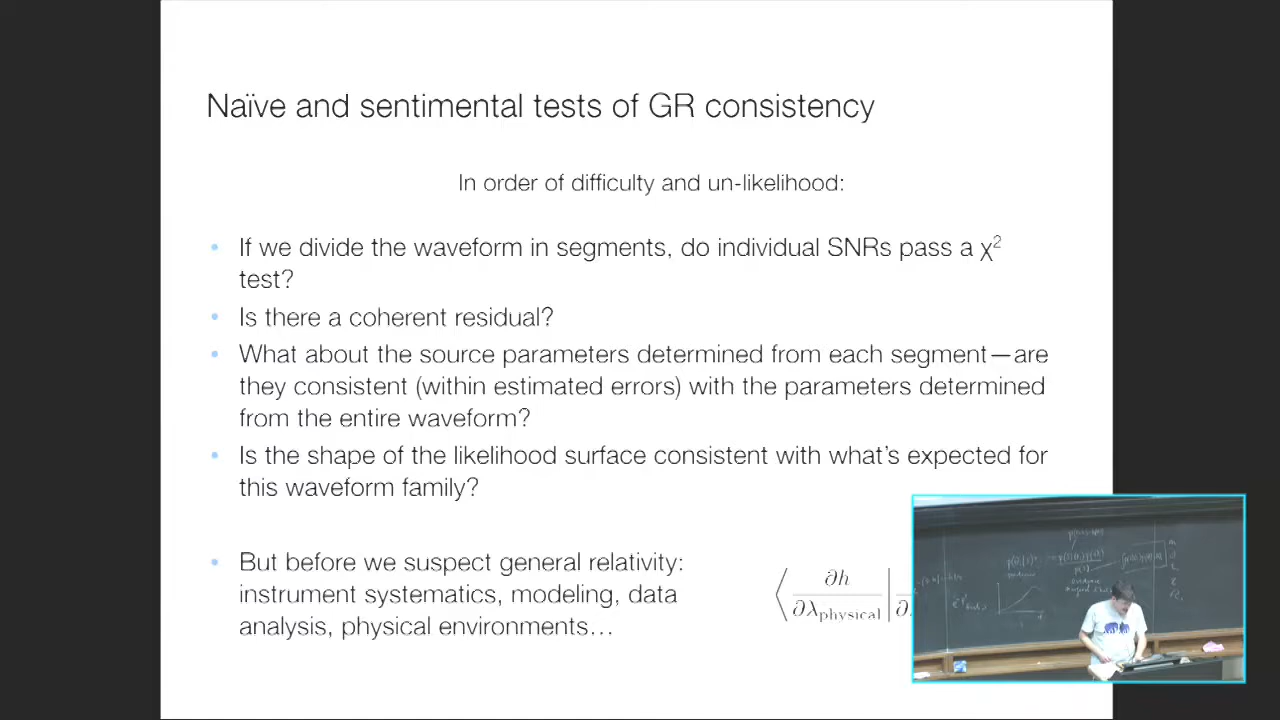 Naïve and sentimental tests of GR consistency
In order of difficulty and un-likelihood:
• If we divide the waveform in segments, do individual SNRs pass a χ²
test?
• Is there a coherent residual?
• What about the source parameters determined from each segment—are
they consistent (within estimated errors) with the parameters determined
from the entire waveform?
• Is the shape of the likelihood surface consistent with what's expected for
this waveform family?
• But before we suspect general relativity:
instrument systematics, modeling, data
analysis, physical environments…
⟨ ∂h / ∂λphysical | ∂